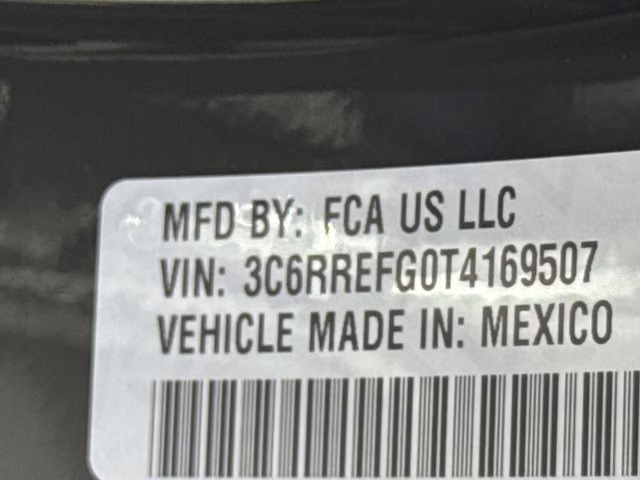 MFD BY: FCA US LLC
VIN: 3C6RREFG0T4169507
VEHICLE MADE IN: MEXICO